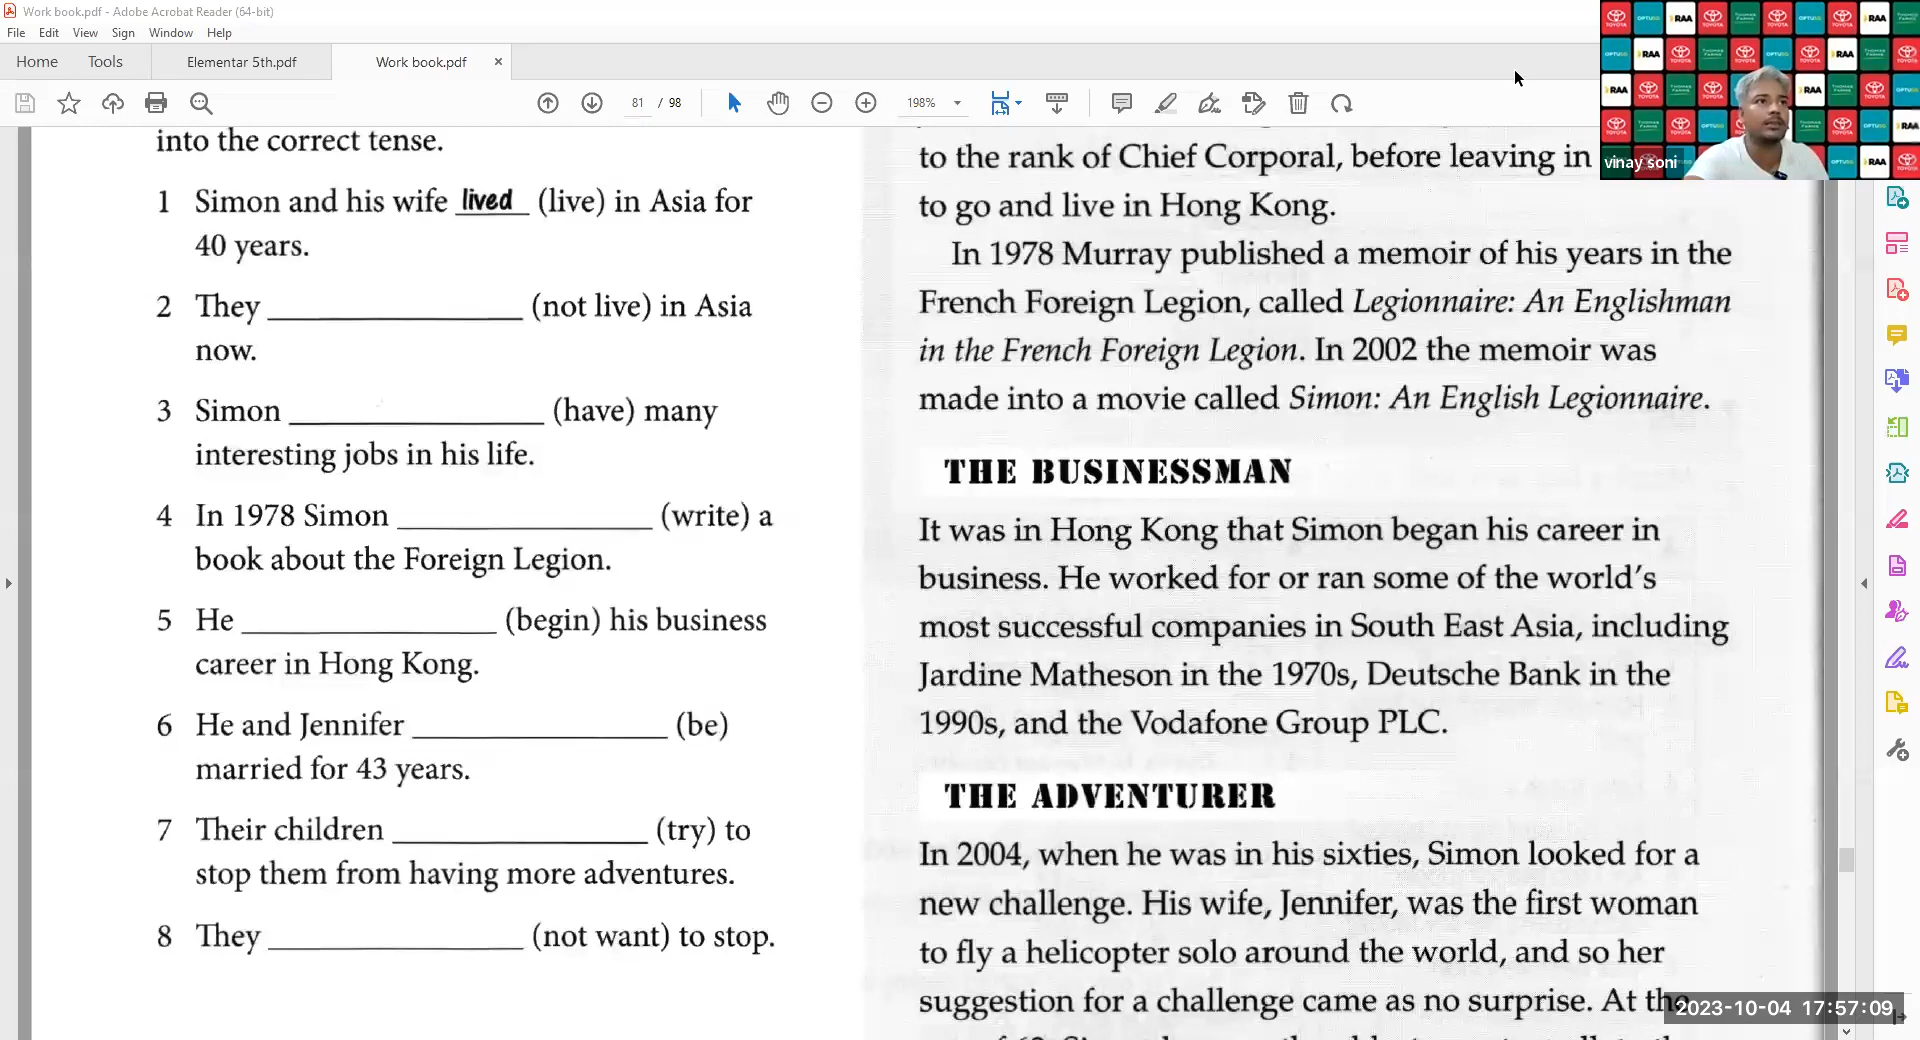 Work book.pdf - Adobe Acrobat Reader (64-bit)
File Edit View Sign Window Help
Home Tools Elementar 5th.pdf Work book.pdf ×
81 / 98 198%
into the correct tense.
1 Simon and his wife lived (live) in Asia for
40 years.
2 They ______________ (not live) in Asia
now.
3 Simon ______________ (have) many
interesting jobs in his life.
4 In 1978 Simon ______________ (write) a
book about the Foreign Legion.
5 He ______________ (begin) his business
career in Hong Kong.
6 He and Jennifer ______________ (be)
married for 43 years.
7 Their children ______________ (try) to
stop them from having more adventures.
8 They ______________ (not want) to stop.
to the rank of Chief Corporal, before leaving in
to go and live in Hong Kong.
In 1978 Murray published a memoir of his years in the
French Foreign Legion, called Legionnaire: An Englishman
in the French Foreign Legion. In 2002 the memoir was
made into a movie called Simon: An English Legionnaire.
THE BUSINESSMAN
It was in Hong Kong that Simon began his career in
business. He worked for or ran some of the world's
most successful companies in South East Asia, including
Jardine Matheson in the 1970s, Deutsche Bank in the
1990s, and the Vodafone Group PLC.
THE ADVENTURER
In 2004, when he was in his sixties, Simon looked for a
new challenge. His wife, Jennifer, was the first woman
to fly a helicopter solo around the world, and so her
suggestion for a challenge came as no surprise. At the
TOYOTA OPTUS RAA TOYOTA THOMAS FARMS
vinay soni
2023-10-04 17:57:09